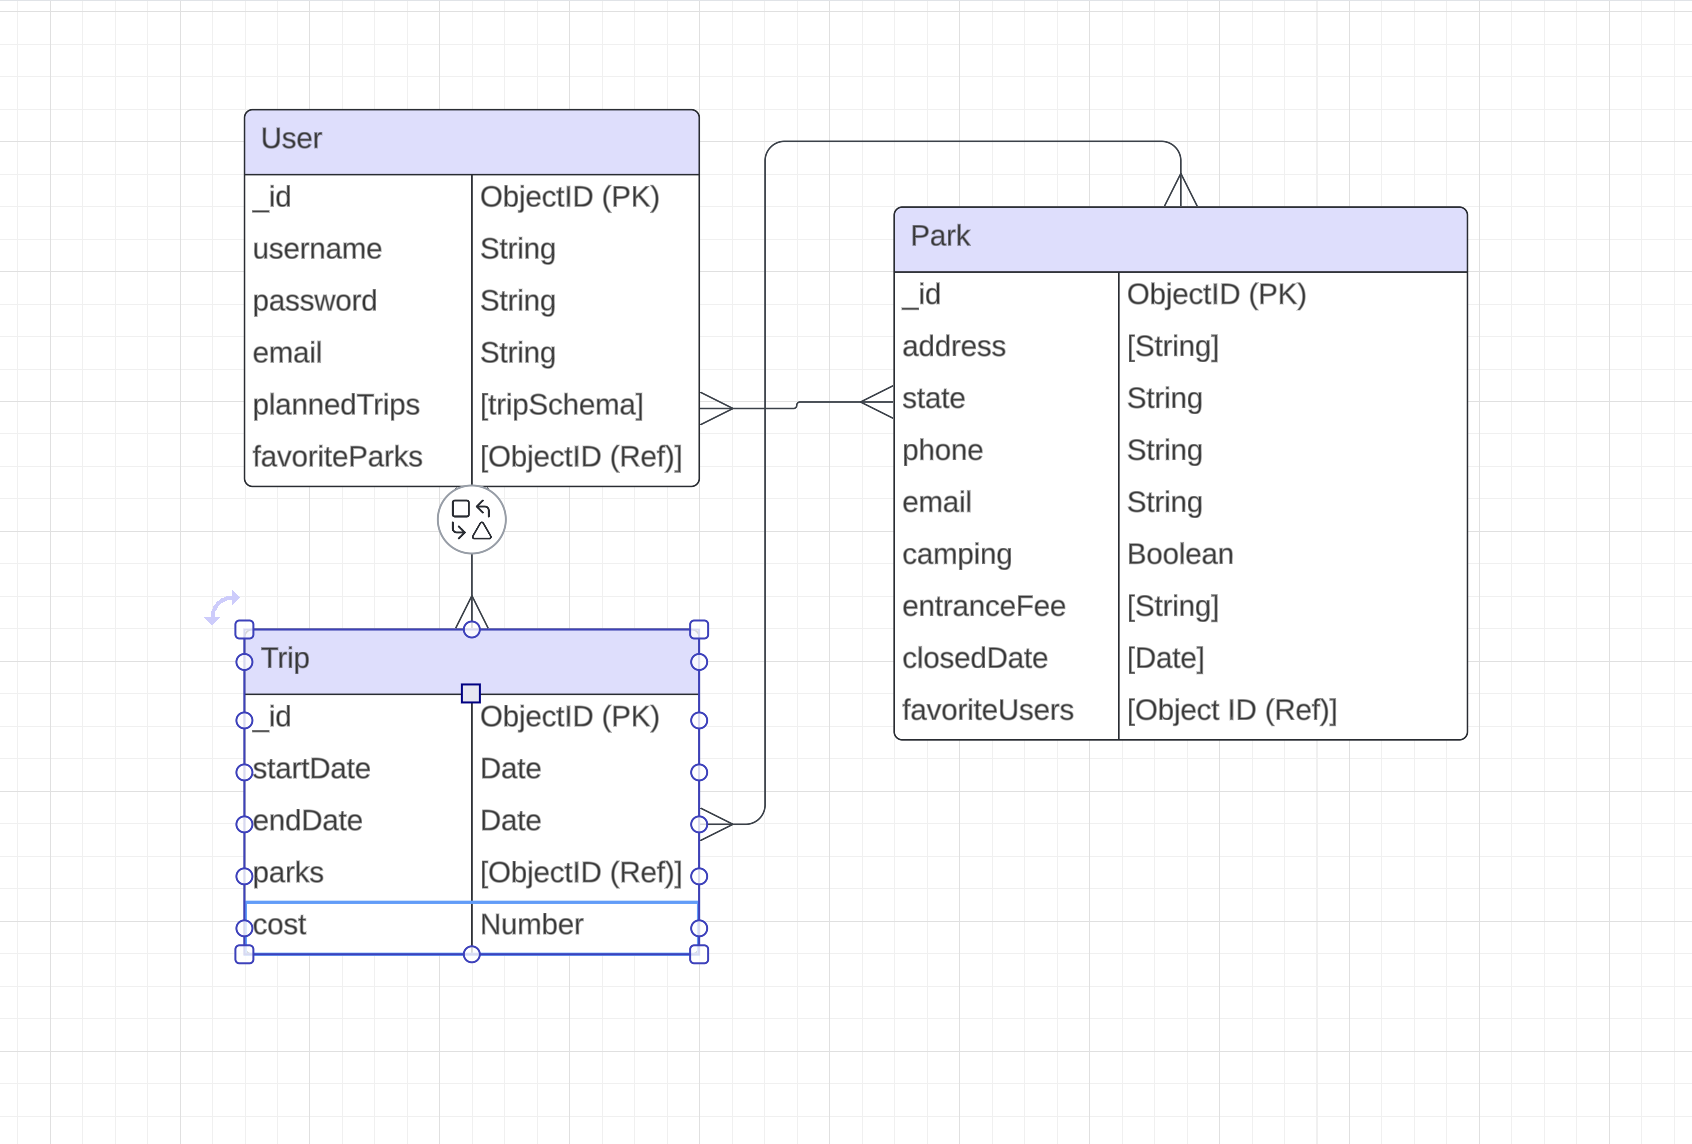 User
_id ObjectID (PK)
username String
password String
email String
plannedTrips [tripSchema]
favoriteParks [ObjectID (Ref)]
Park
_id ObjectID (PK)
address [String]
state String
phone String
email String
camping Boolean
entranceFee [String]
closedDate [Date]
favoriteUsers [Object ID (Ref)]
Trip
_id ObjectID (PK)
startDate Date
endDate Date
parks [ObjectID (Ref)]
cost Number